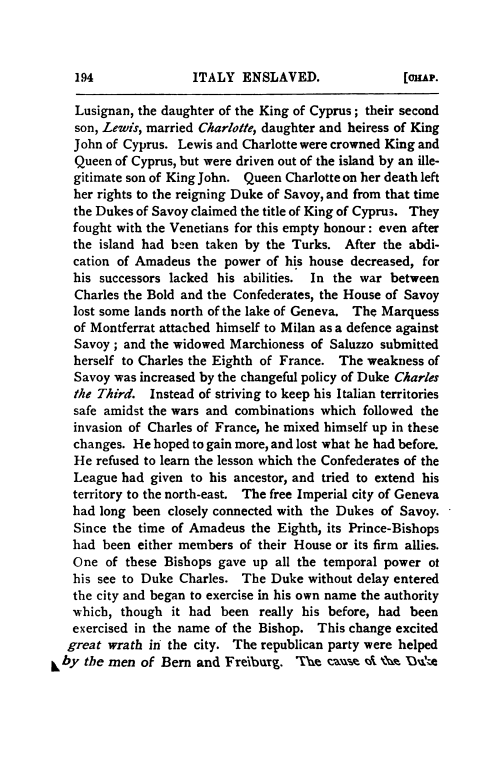 194 ITALY ENSLAVED. [CHAP.
Lusignan, the daughter of the King of Cyprus; their second
son, Lewis, married Charlotte, daughter and heiress of King
John of Cyprus. Lewis and Charlotte were crowned King and
Queen of Cyprus, but were driven out of the island by an ille-
gitimate son of King John. Queen Charlotte on her death left
her rights to the reigning Duke of Savoy, and from that time
the Dukes of Savoy claimed the title of King of Cyprus. They
fought with the Venetians for this empty honour: even after
the island had been taken by the Turks. After the abdi-
cation of Amadeus the power of his house decreased, for
his successors lacked his abilities. In the war between
Charles the Bold and the Confederates, the House of Savoy
lost some lands north of the lake of Geneva. The Marquess
of Montferrat attached himself to Milan as a defence against
Savoy; and the widowed Marchioness of Saluzzo submitted
herself to Charles the Eighth of France. The weakness of
Savoy was increased by the changeful policy of Duke Charles
the Third. Instead of striving to keep his Italian territories
safe amidst the wars and combinations which followed the
invasion of Charles of France, he mixed himself up in these
changes. He hoped to gain more, and lost what he had before.
He refused to learn the lesson which the Confederates of the
League had given to his ancestor, and tried to extend his
territory to the north-east. The free Imperial city of Geneva
had long been closely connected with the Dukes of Savoy.
Since the time of Amadeus the Eighth, its Prince-Bishops
had been either members of their House or its firm allies.
One of these Bishops gave up all the temporal power of
his see to Duke Charles. The Duke without delay entered
the city and began to exercise in his own name the authority
which, though it had been really his before, had been
exercised in the name of the Bishop. This change excited
great wrath in the city. The republican party were helped
by the men of Bern and Freiburg. The cause of the Duke